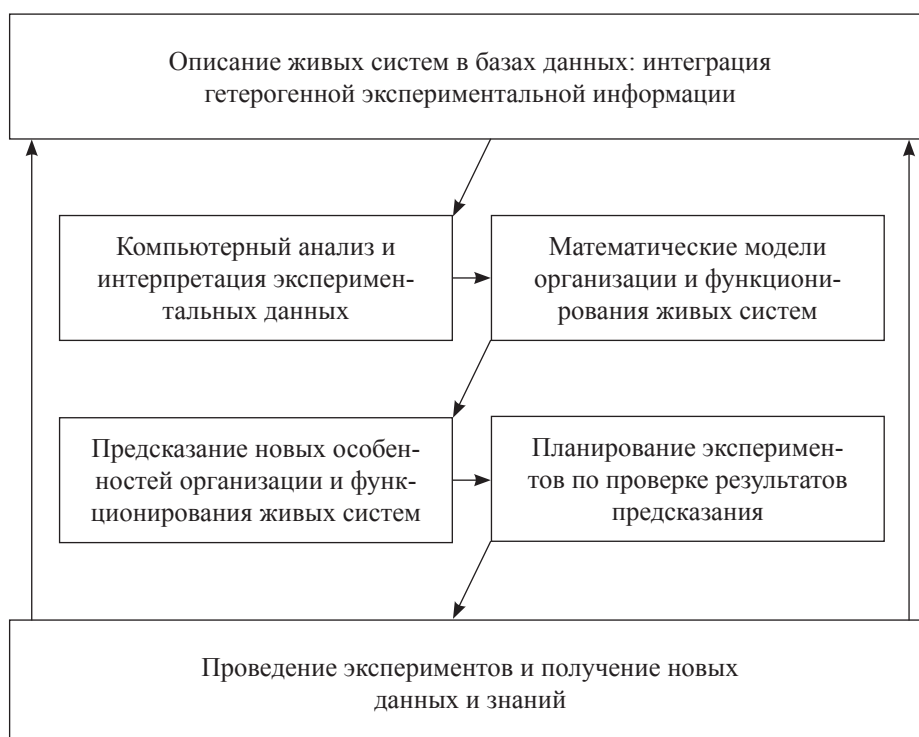 Описание живых систем в базах данных: интеграция
гетерогенной экспериментальной информации
Компьютерный анализ и
интерпретация эксперимен-
тальных данных
Математические модели
организации и функциони-
рования живых систем
Предсказание новых особен-
ностей организации и функ-
ционирования живых систем
Планирование эксперимен-
тов по проверке результатов
предсказания
Проведение экспериментов и получение новых
данных и знаний